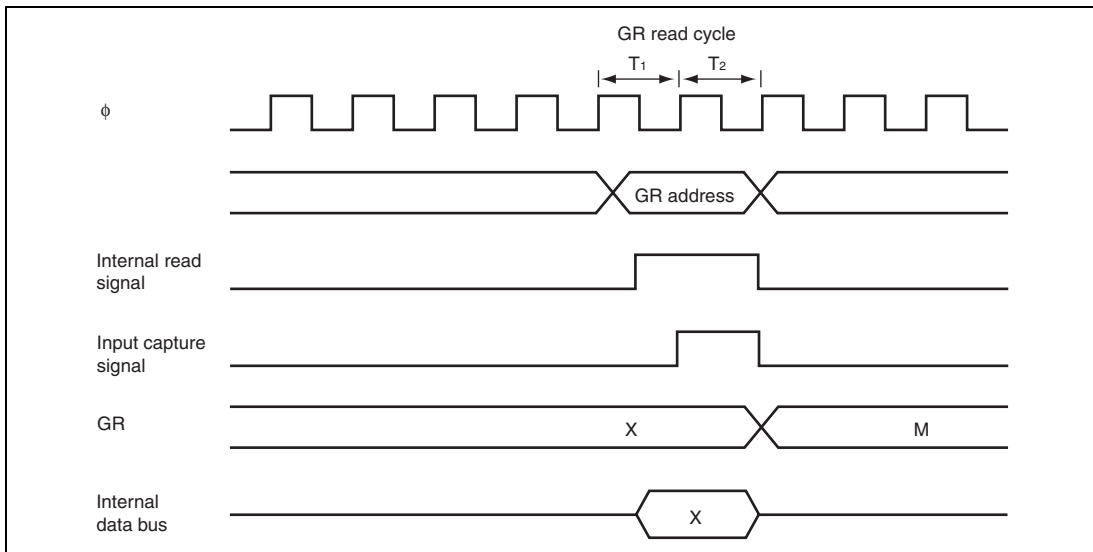 GR read cycle
T1 T2
ϕ
GR address
Internal read
signal
Input capture
signal
GR
X M
Internal
data bus
X